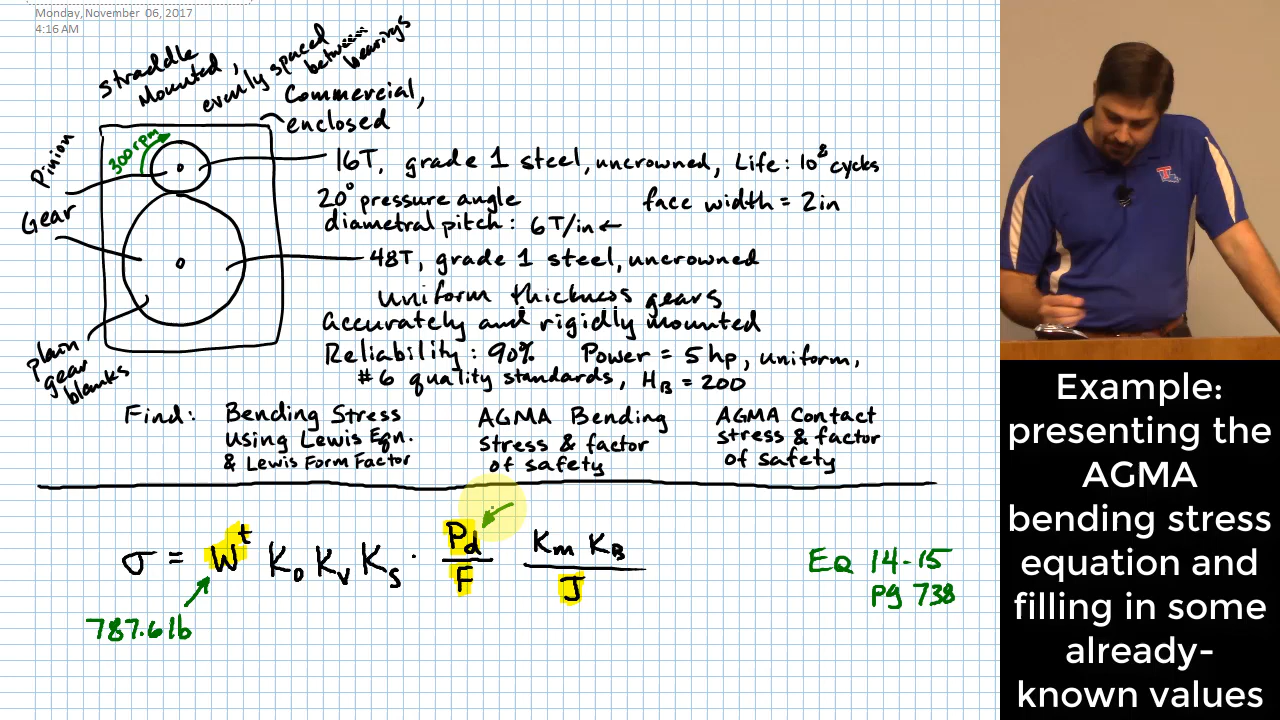 Monday, November 06, 2017
4:16 AM
straddle
mounted,
evenly spaced
between
bearings
Commercial,
enclosed
Pinion
300 rpm
Gear
16T, grade 1 steel, uncrowned, Life: 10⁸ cycles
20° pressure angle
face width = 2in
diametral pitch: 6T/in ←
48T, grade 1 steel, uncrowned
uniform thickness gears
accurately and rigidly mounted
Reliability: 90% Power = 5 hp, uniform,
#6 quality standards, H_B = 200
plain
gear
blanks
Find:
Bending Stress
using Lewis Eqn.
& Lewis Form Factor
AGMA Bending
stress & factor
of safety
AGMA Contact
stress & factor
of safety
σ = Wᵗ K_o K_v K_s · P_d/F K_m K_B/J
787.6 lb
EQ 14-15
pg 738
T
Example:
presenting the
AGMA
bending stress
equation and
filling in some
already-
known values